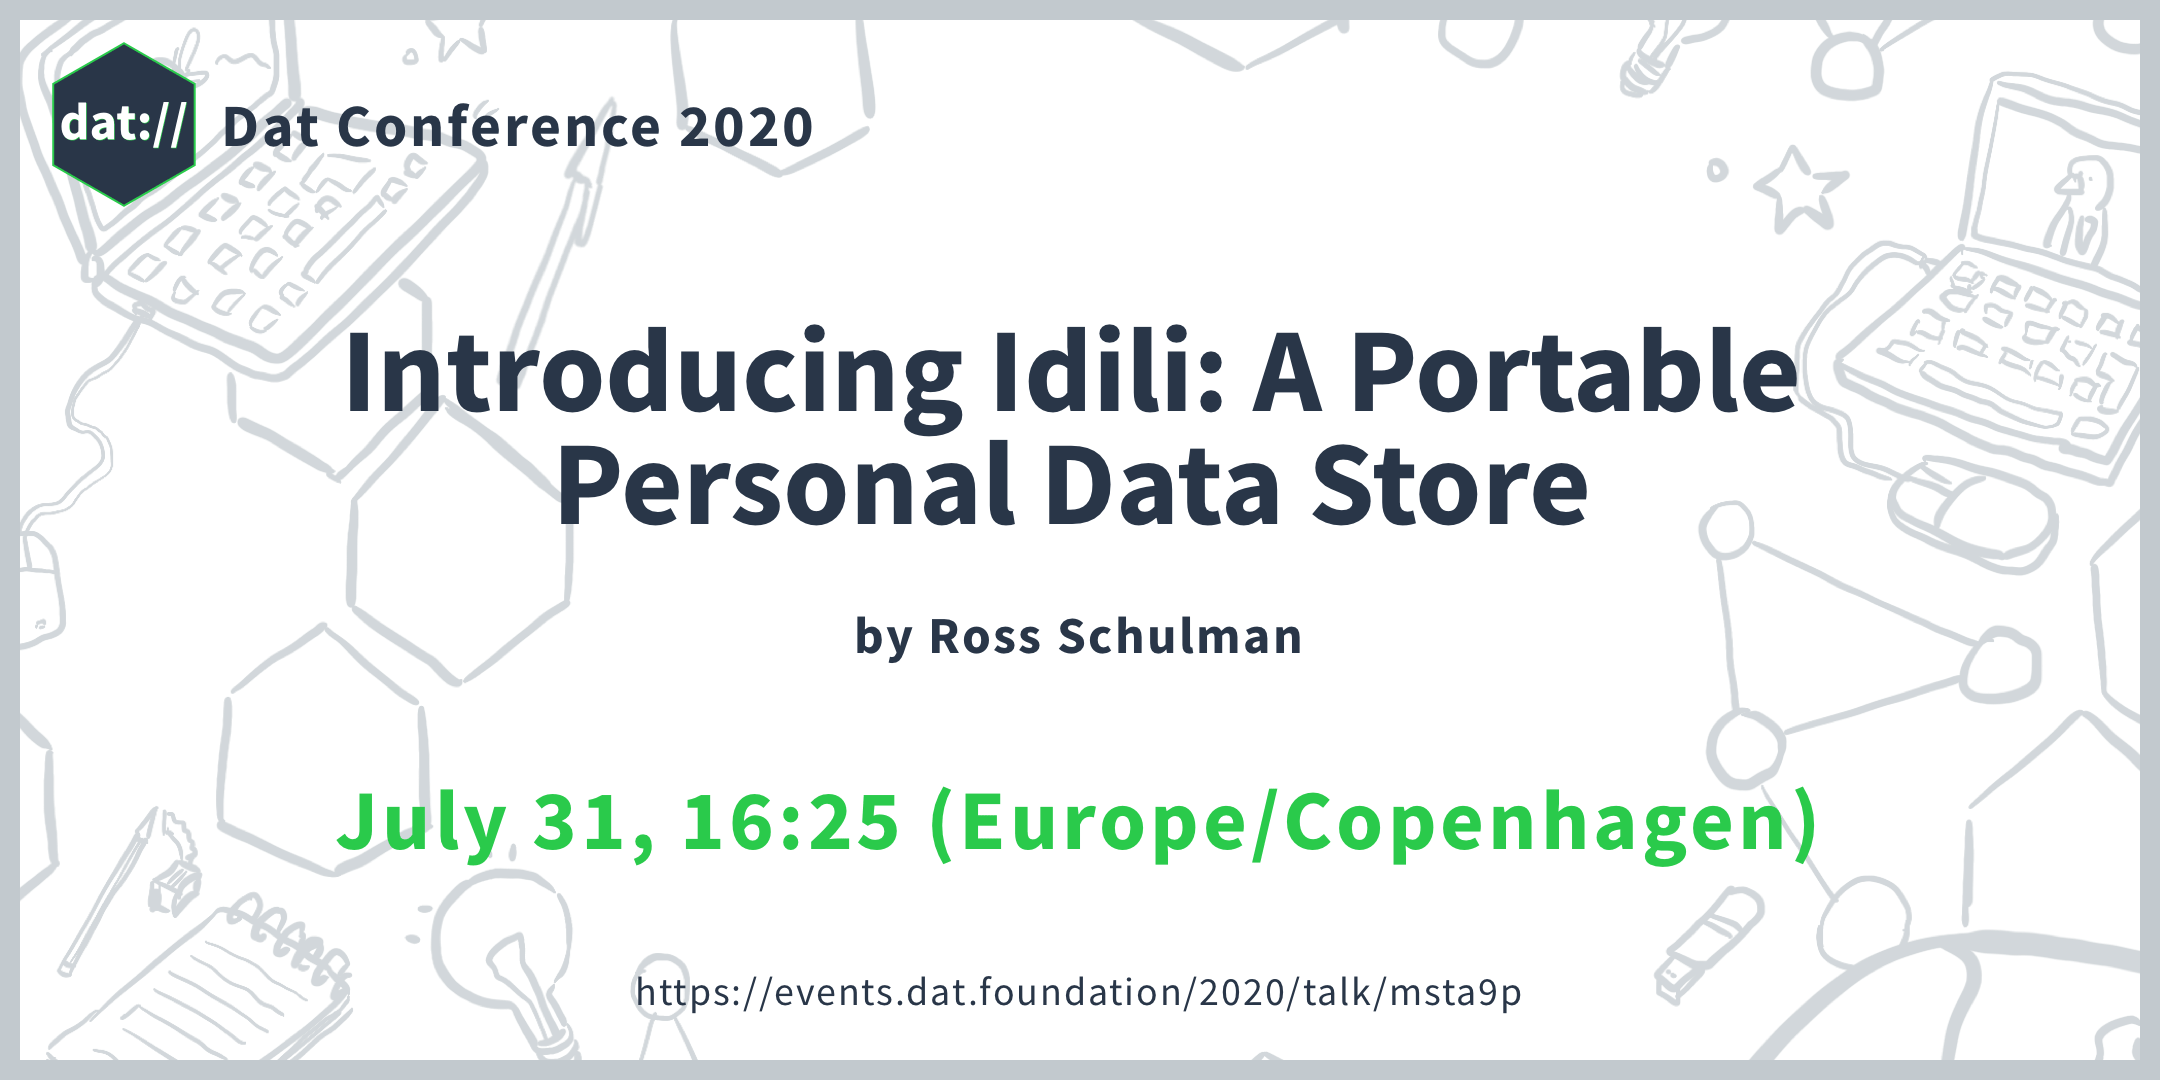 dat://
Dat Conference 2020
Introducing Idili: A Portable
Personal Data Store
by Ross Schulman
July 31, 16:25 (Europe/Copenhagen)
https://events.dat.foundation/2020/talk/msta9p